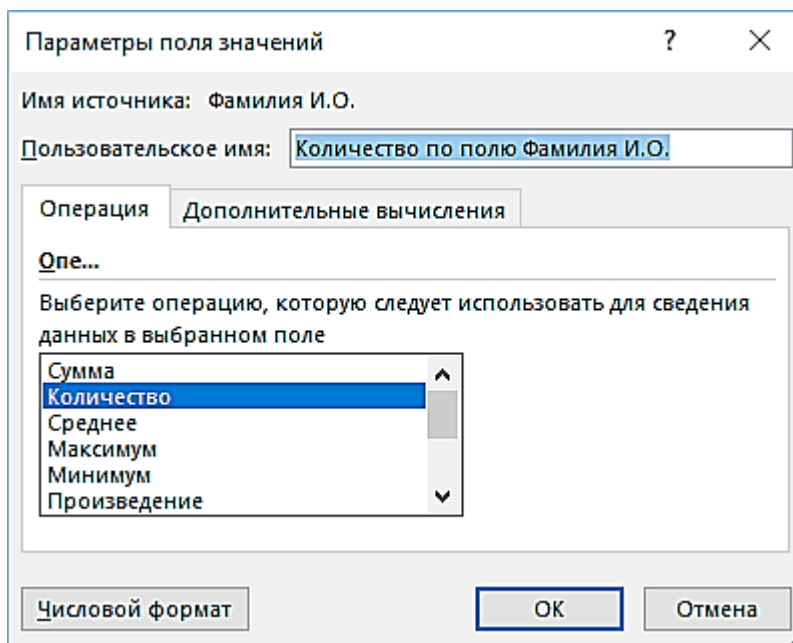 Параметры поля значений ?
Имя источника: Фамилия И.О.
Пользовательское имя: Количество по полю Фамилия И.О.
Операция Дополнительные вычисления
Опе...
Выберите операцию, которую следует использовать для сведения
данных в выбранном поле
Сумма
Количество
Среднее
Максимум
Минимум
Произведение
Числовой формат ОК Отмена